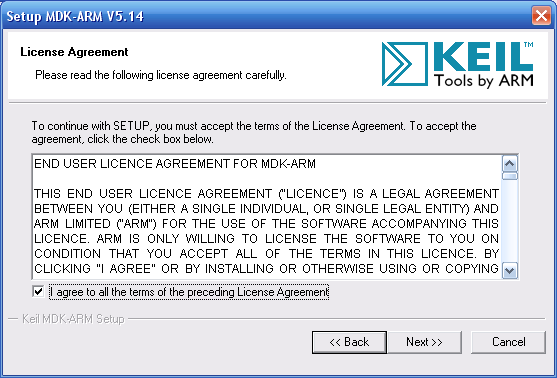 Setup MDK-ARM V5.14
License Agreement
Please read the following license agreement carefully.
KEIL™
Tools by ARM
To continue with SETUP, you must accept the terms of the License Agreement. To accept the
agreement, click the check box below.
END USER LICENCE AGREEMENT FOR MDK-ARM
THIS END USER LICENCE AGREEMENT ("LICENCE") IS A LEGAL AGREEMENT
BETWEEN YOU (EITHER A SINGLE INDIVIDUAL, OR SINGLE LEGAL ENTITY) AND
ARM LIMITED ("ARM") FOR THE USE OF THE SOFTWARE ACCOMPANYING THIS
LICENCE. ARM IS ONLY WILLING TO LICENSE THE SOFTWARE TO YOU ON
CONDITION THAT YOU ACCEPT ALL OF THE TERMS IN THIS LICENCE. BY
CLICKING "I AGREE" OR BY INSTALLING OR OTHERWISE USING OR COPYING
I agree to all the terms of the preceding License Agreement
Keil MDK-ARM Setup
<< Back
Next >>
Cancel